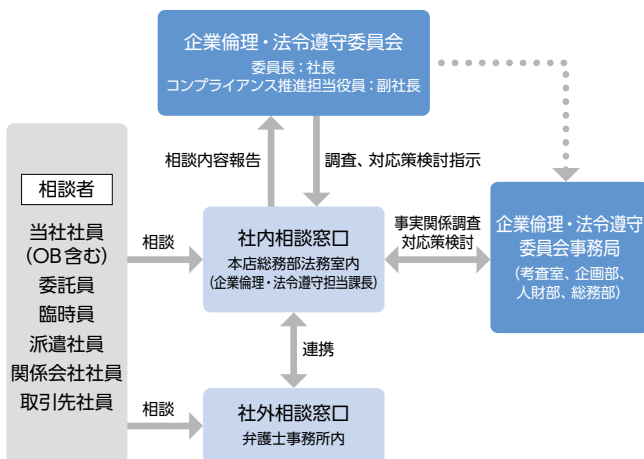 企業倫理・法令遵守委員会
委員長：社長
コンプライアンス推進担当役員：副社長
相談内容報告
調査、対応策検討指示
相談者
当社社員
（OB含む）
委託員
臨時員
派遣社員
関係会社社員
取引先社員
相談
社内相談窓口
本店総務部法務室内
（企業倫理・法令遵守担当課長）
事実関係調査
対応策検討
企業倫理・法令遵守
委員会事務局
（考査室、企画部、
人財部、総務部）
連携
相談
社外相談窓口
弁護士事務所内